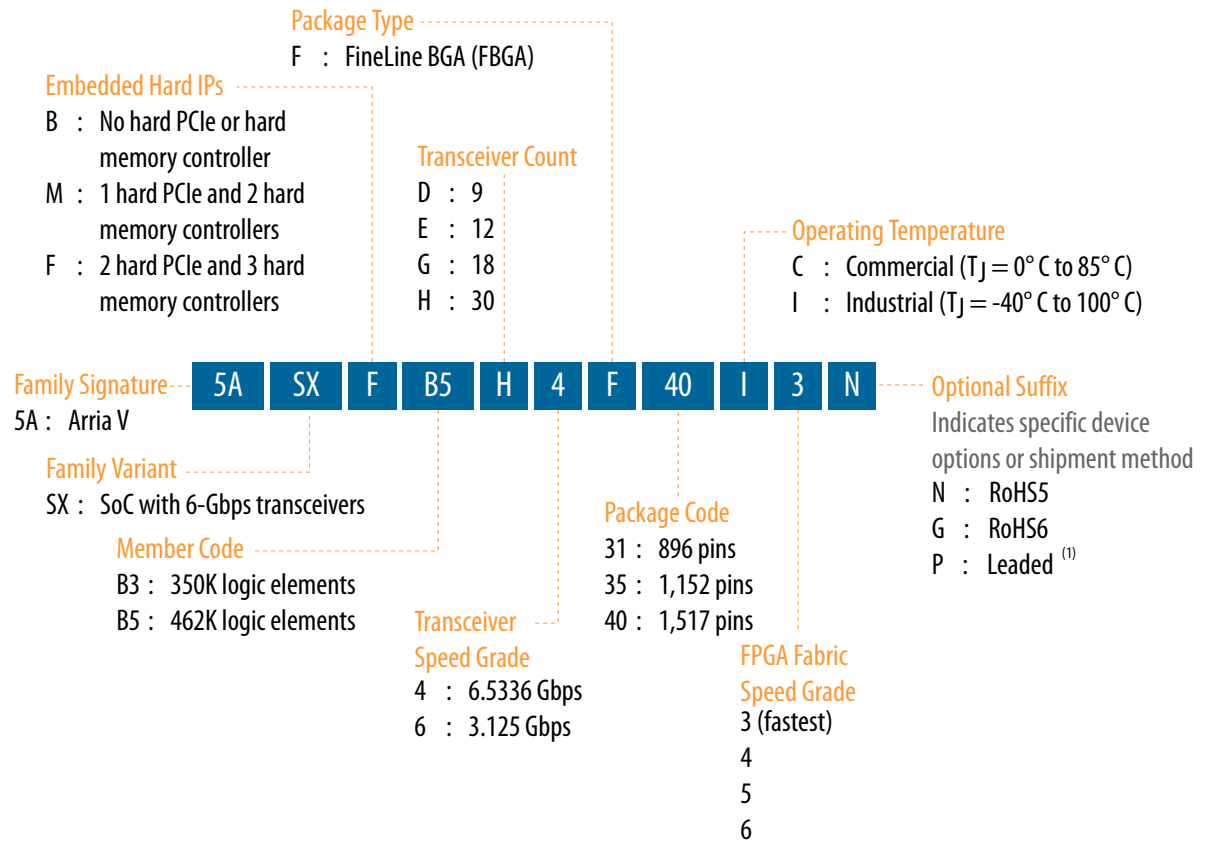 Package Type
F : FineLine BGA (FBGA)
Embedded Hard IPs
B : No hard PCIe or hard
memory controller
M : 1 hard PCIe and 2 hard
memory controllers
F : 2 hard PCIe and 3 hard
memory controllers
Transceiver Count
D : 9
E : 12
G : 18
H : 30
Operating Temperature
C : Commercial (TJ = 0° C to 85° C)
I : Industrial (TJ = -40° C to 100° C)
Family Signature
5A : Arria V
5A SX F B5 H 4 F 40 I 3 N
Optional Suffix
Indicates specific device
options or shipment method
N : RoHS5
G : RoHS6
P : Leaded (1)
Family Variant
SX : SoC with 6-Gbps transceivers
Member Code
B3 : 350K logic elements
B5 : 462K logic elements
Transceiver
Speed Grade
4 : 6.5336 Gbps
6 : 3.125 Gbps
Package Code
31 : 896 pins
35 : 1,152 pins
40 : 1,517 pins
FPGA Fabric
Speed Grade
3 (fastest)
4
5
6